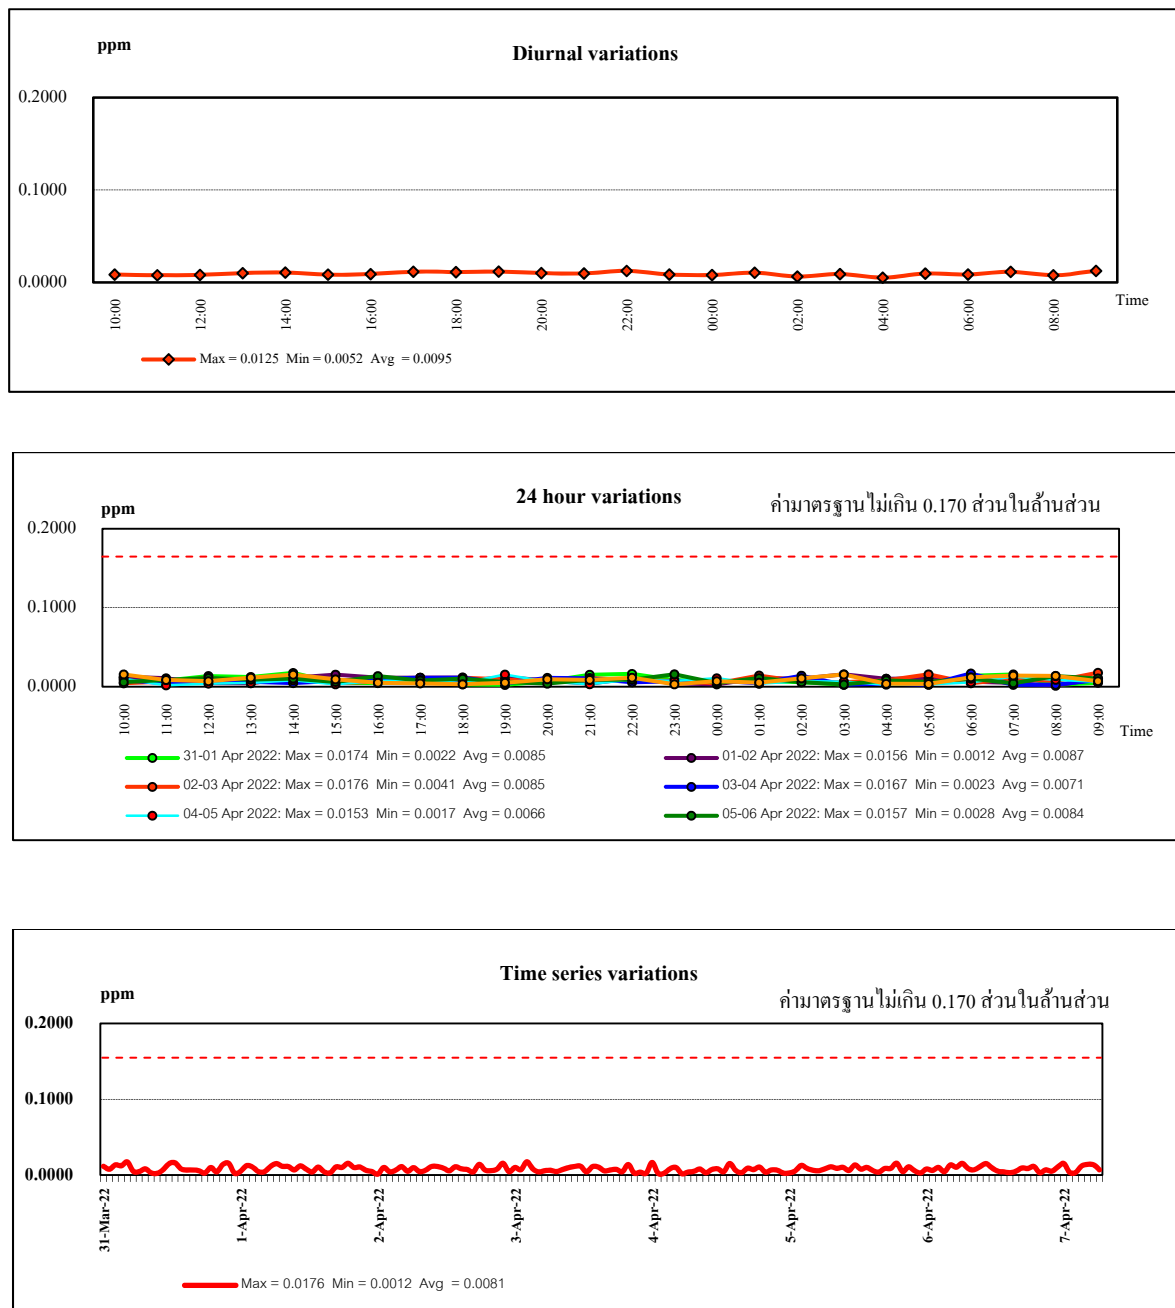 ppm
Diurnal variations
0.2000
0.1000
0.0000
Time
10:00 12:00 14:00 16:00 18:00 20:00 22:00 00:00 02:00 04:00 06:00 08:00
Max = 0.0125 Min = 0.0052 Avg = 0.0095
24 hour variations
ค่ามาตรฐานไม่เกิน 0.170 ส่วนในล้านส่วน
ppm
0.2000
0.1000
0.0000
10:00 11:00 12:00 13:00 14:00 15:00 16:00 17:00 18:00 19:00 20:00 21:00 22:00 23:00 00:00 01:00 02:00 03:00 04:00 05:00 06:00 07:00 08:00 09:00
Time
31-01 Apr 2022: Max = 0.0174 Min = 0.0022 Avg = 0.0085
01-02 Apr 2022: Max = 0.0156 Min = 0.0012 Avg = 0.0087
02-03 Apr 2022: Max = 0.0176 Min = 0.0041 Avg = 0.0085
03-04 Apr 2022: Max = 0.0167 Min = 0.0023 Avg = 0.0071
04-05 Apr 2022: Max = 0.0153 Min = 0.0017 Avg = 0.0066
05-06 Apr 2022: Max = 0.0157 Min = 0.0028 Avg = 0.0084
Time series variations
ppm
ค่ามาตรฐานไม่เกิน 0.170 ส่วนในล้านส่วน
0.2000
0.1000
0.0000
31-Mar-22 1-Apr-22 2-Apr-22 3-Apr-22 4-Apr-22 5-Apr-22 6-Apr-22 7-Apr-22
Max = 0.0176 Min = 0.0012 Avg = 0.0081